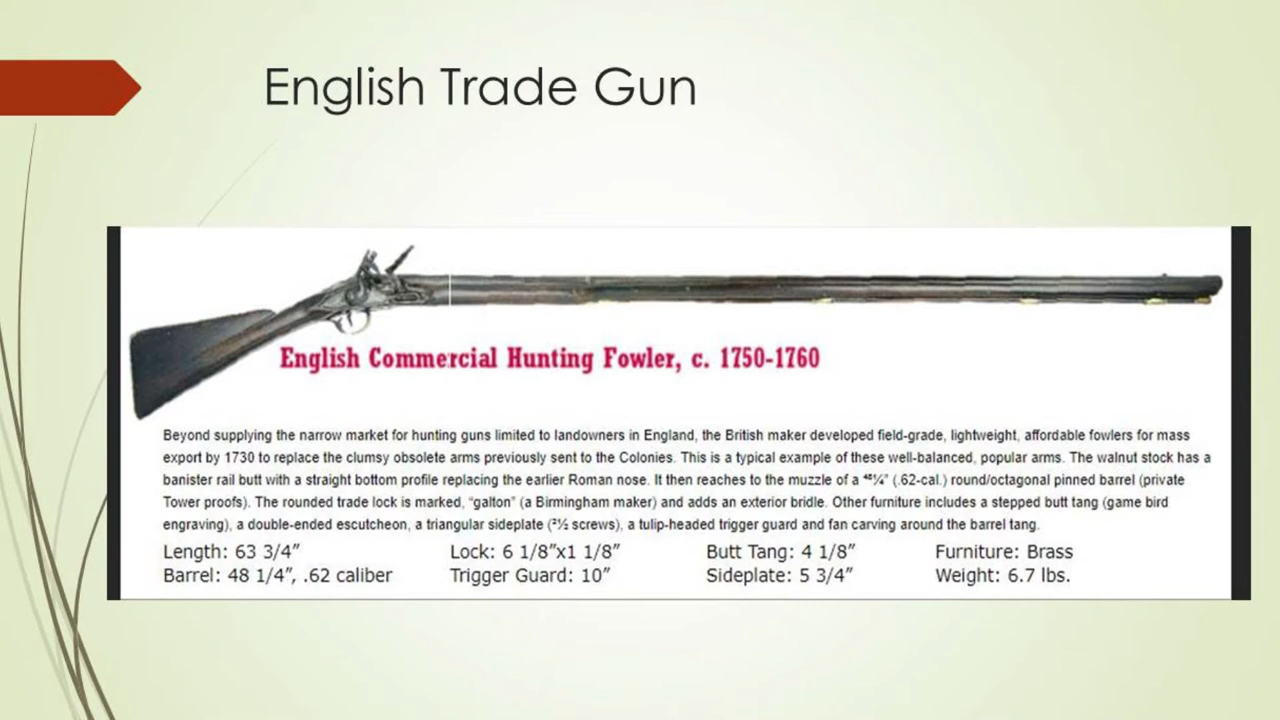 English Trade Gun
English Commercial Hunting Fowler, c. 1750-1760
Beyond supplying the narrow market for hunting guns limited to landowners in England, the British maker developed field-grade, lightweight, affordable fowlers for mass
export by 1730 to replace the clumsy obsolete arms previously sent to the Colonies. This is a typical example of these well-balanced, popular arms. The walnut stock has a
banister rail butt with a straight bottom profile replacing the earlier Roman nose. It then reaches to the muzzle of a (.62-cal.) round/octagonal pinned barrel (private
Tower proofs). The rounded trade lock is marked, "galton" (a Birmingham maker) and adds an exterior bridle. Other furniture includes a stepped butt tang (game bird
engraving), a double-ended escutcheon, a triangular sideplate (²½ screws), a tulip-headed trigger guard and fan carving around the barrel tang.
Length: 63 3/4" Lock: 6 1/8"x1 1/8" Butt Tang: 4 1/8" Furniture: Brass
Barrel: 48 1/4", .62 caliber Trigger Guard: 10" Sideplate: 5 3/4" Weight: 6.7 lbs.